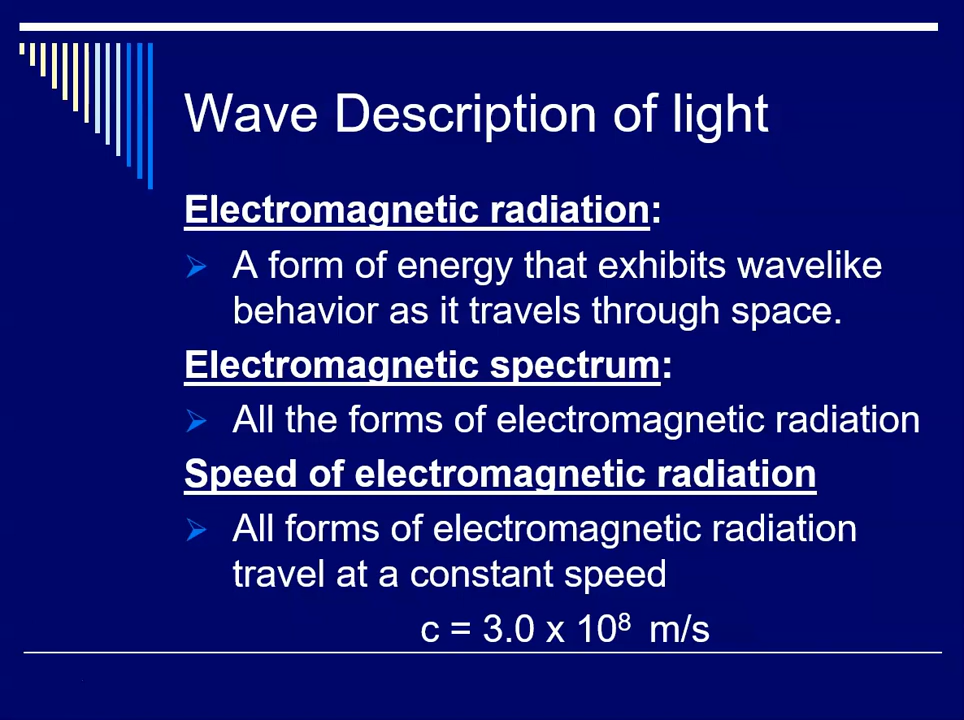 Wave Description of light
Electromagnetic radiation:
➢ A form of energy that exhibits wavelike
behavior as it travels through space.
Electromagnetic spectrum:
➢ All the forms of electromagnetic radiation
Speed of electromagnetic radiation
➢ All forms of electromagnetic radiation
travel at a constant speed
c = 3.0 x 10⁸ m/s